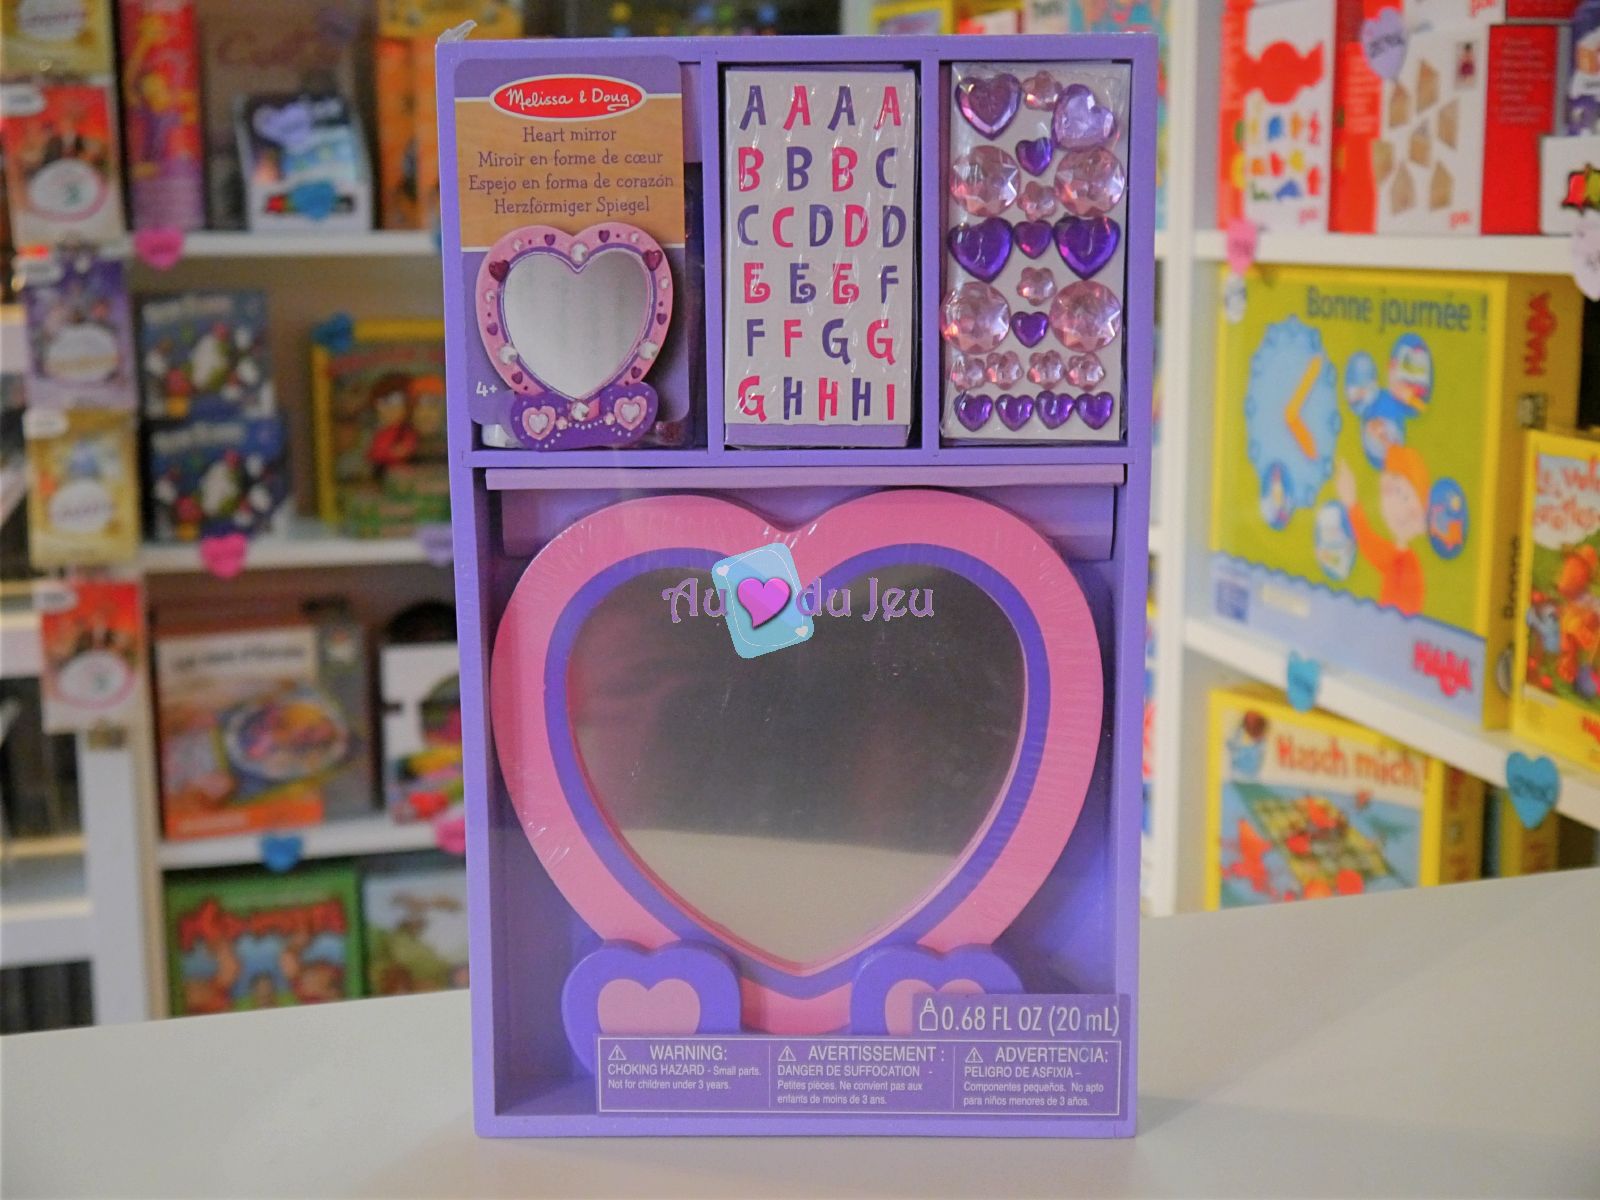 Melissa & Doug
Heart mirror
Miroir en forme de cœur
Espejo en forma de corazón
Herzförmiger Spiegel
4+
A A A A
B B B C
C C D D D
E E E F
F F G G
G H H H I
Au du Jeu
0.68 FL OZ (20 mL)
WARNING:
CHOKING HAZARD - Small parts.
Not for children under 3 years.
AVERTISSEMENT :
DANGER DE SUFFOCATION -
Petites pièces. Ne convient pas aux
enfants de moins de 3 ans.
ADVERTENCIA:
PELIGRO DE ASFIXIA –
Componentes pequeños. No apto
para niños menores de 3 años.
Bonne journée !
HABA
HABA
Hasch mich!